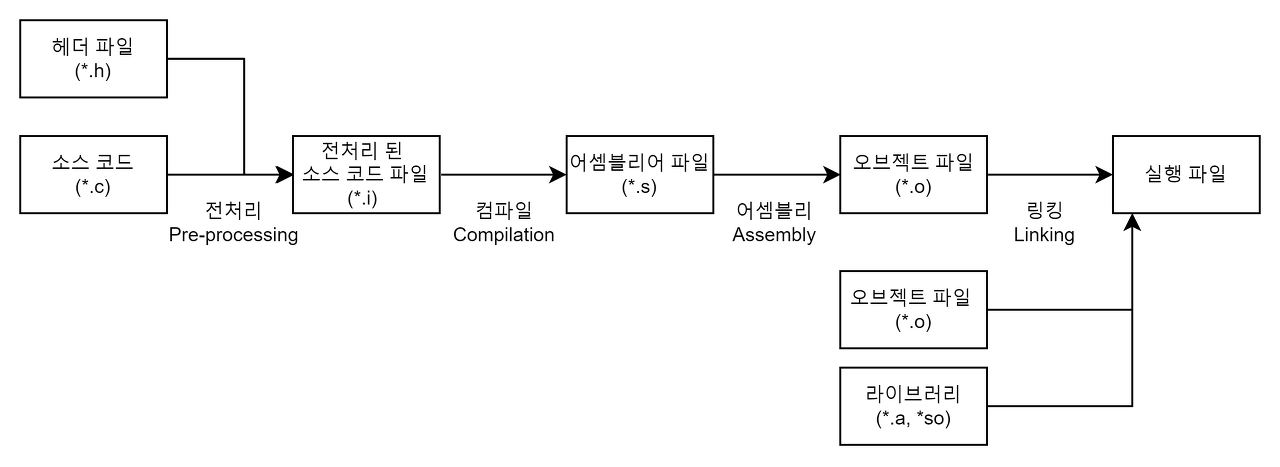 헤더 파일
(*.h)
소스 코드
(*.c)
전처리
Pre-processing
전처리 된
소스 코드 파일
(*.i)
컴파일
Compilation
어셈블리어 파일
(*.s)
어셈블리
Assembly
오브젝트 파일
(*.o)
링킹
Linking
실행 파일
오브젝트 파일
(*.o)
라이브러리
(*.a, *so)